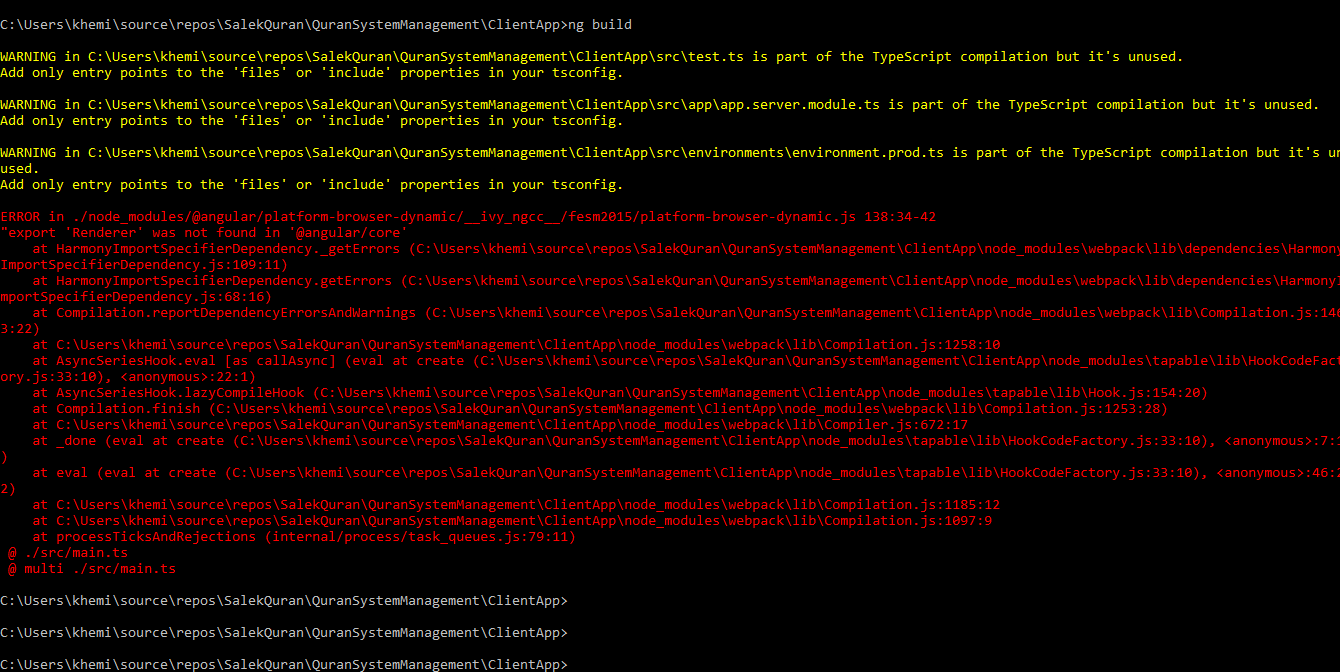 C:\Users\khemi\source\repos\SalekQuran\QuranSystemManagement\ClientApp>ng build
WARNING in C:\Users\khemi\source\repos\SalekQuran\QuranSystemManagement\ClientApp\src\test.ts is part of the TypeScript compilation but it's unused.
Add only entry points to the 'files' or 'include' properties in your tsconfig.
WARNING in C:\Users\khemi\source\repos\SalekQuran\QuranSystemManagement\ClientApp\src\app\app.server.module.ts is part of the TypeScript compilation but it's unused.
Add only entry points to the 'files' or 'include' properties in your tsconfig.
WARNING in C:\Users\khemi\source\repos\SalekQuran\QuranSystemManagement\ClientApp\src\environments\environment.prod.ts is part of the TypeScript compilation but it's un
used.
Add only entry points to the 'files' or 'include' properties in your tsconfig.
ERROR in ./node_modules/@angular/platform-browser-dynamic/__ivy_ngcc__/fesm2015/platform-browser-dynamic.js 138:34-42
"export 'Renderer' was not found in '@angular/core'
at HarmonyImportSpecifierDependency._getErrors (C:\Users\khemi\source\repos\SalekQuran\QuranSystemManagement\ClientApp\node_modules\webpack\lib\dependencies\Harmony
ImportSpecifierDependency.js:109:11)
at HarmonyImportSpecifierDependency.getErrors (C:\Users\khemi\source\repos\SalekQuran\QuranSystemManagement\ClientApp\node_modules\webpack\lib\dependencies\HarmonyI
mportSpecifierDependency.js:68:16)
at Compilation.reportDependencyErrorsAndWarnings (C:\Users\khemi\source\repos\SalekQuran\QuranSystemManagement\ClientApp\node_modules\webpack\lib\Compilation.js:146
3:22)
at C:\Users\khemi\source\repos\SalekQuran\QuranSystemManagement\ClientApp\node_modules\webpack\lib\Compilation.js:1258:10
at AsyncSeriesHook.eval [as callAsync] (eval at create (C:\Users\khemi\source\repos\SalekQuran\QuranSystemManagement\ClientApp\node_modules\tapable\lib\HookCodeFact
ory.js:33:10), <anonymous>:22:1)
at AsyncSeriesHook.lazyCompileHook (C:\Users\khemi\source\repos\SalekQuran\QuranSystemManagement\ClientApp\node_modules\tapable\lib\Hook.js:154:20)
at Compilation.finish (C:\Users\khemi\source\repos\SalekQuran\QuranSystemManagement\ClientApp\node_modules\webpack\lib\Compilation.js:1253:28)
at C:\Users\khemi\source\repos\SalekQuran\QuranSystemManagement\ClientApp\node_modules\webpack\lib\Compiler.js:672:17
at _done (eval at create (C:\Users\khemi\source\repos\SalekQuran\QuranSystemManagement\ClientApp\node_modules\tapable\lib\HookCodeFactory.js:33:10), <anonymous>:7:1
)
at eval (eval at create (C:\Users\khemi\source\repos\SalekQuran\QuranSystemManagement\ClientApp\node_modules\tapable\lib\HookCodeFactory.js:33:10), <anonymous>:46:2
2)
at C:\Users\khemi\source\repos\SalekQuran\QuranSystemManagement\ClientApp\node_modules\webpack\lib\Compilation.js:1185:12
at C:\Users\khemi\source\repos\SalekQuran\QuranSystemManagement\ClientApp\node_modules\webpack\lib\Compilation.js:1097:9
at processTicksAndRejections (internal/process/task_queues.js:79:11)
@ ./src/main.ts
@ multi ./src/main.ts
C:\Users\khemi\source\repos\SalekQuran\QuranSystemManagement\ClientApp>
C:\Users\khemi\source\repos\SalekQuran\QuranSystemManagement\ClientApp>
C:\Users\khemi\source\repos\SalekQuran\QuranSystemManagement\ClientApp>